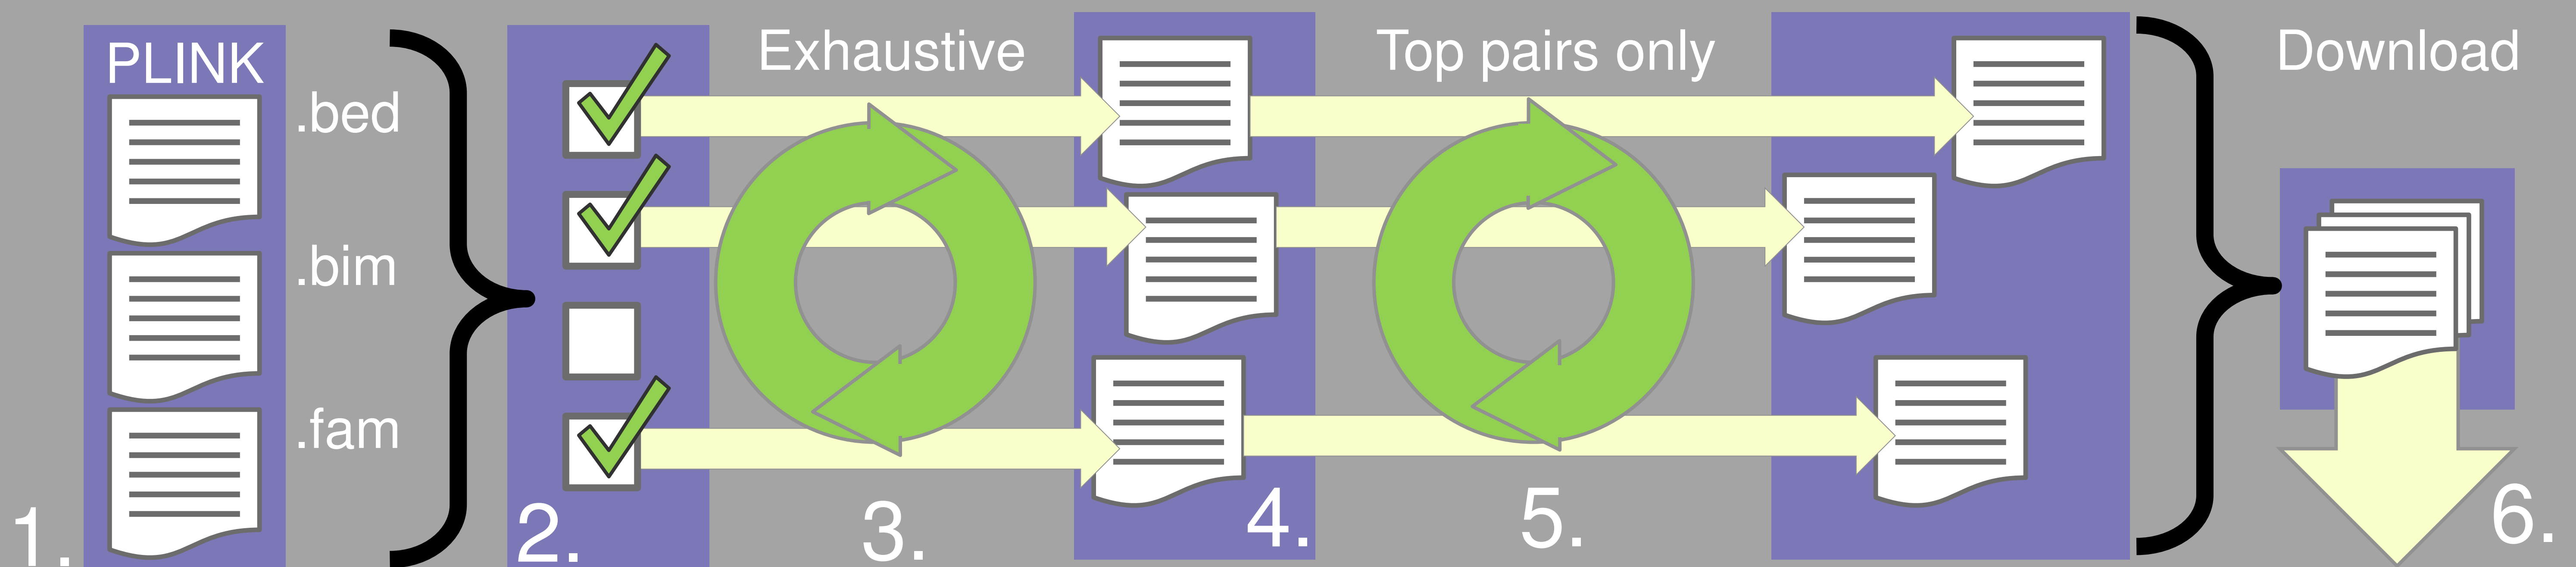 PLINK
.bed
.bim
.fam
1.
2.
Exhaustive
3.
4.
Top pairs only
5.
Download
6.